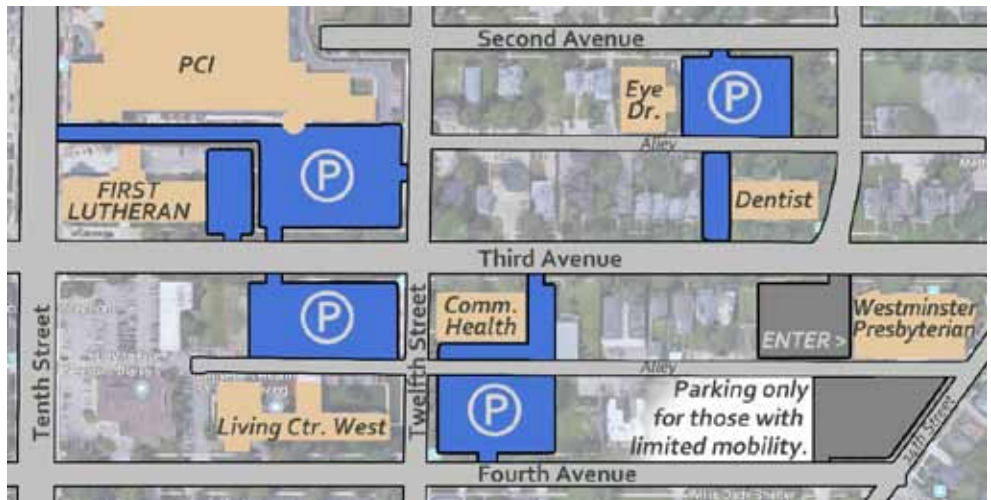 Second Avenue
PCI
Eye
Dr.
P
Alley
P
FIRST
LUTHERAN
Dentist
Third Avenue
Tenth Street
P
Twelfth Street
Comm.
Health
ENTER >
Westminster
Presbyterian
Alley
Living Ctr. West
P
Parking only
for those with
limited mobility.
14th Street
Fourth Avenue